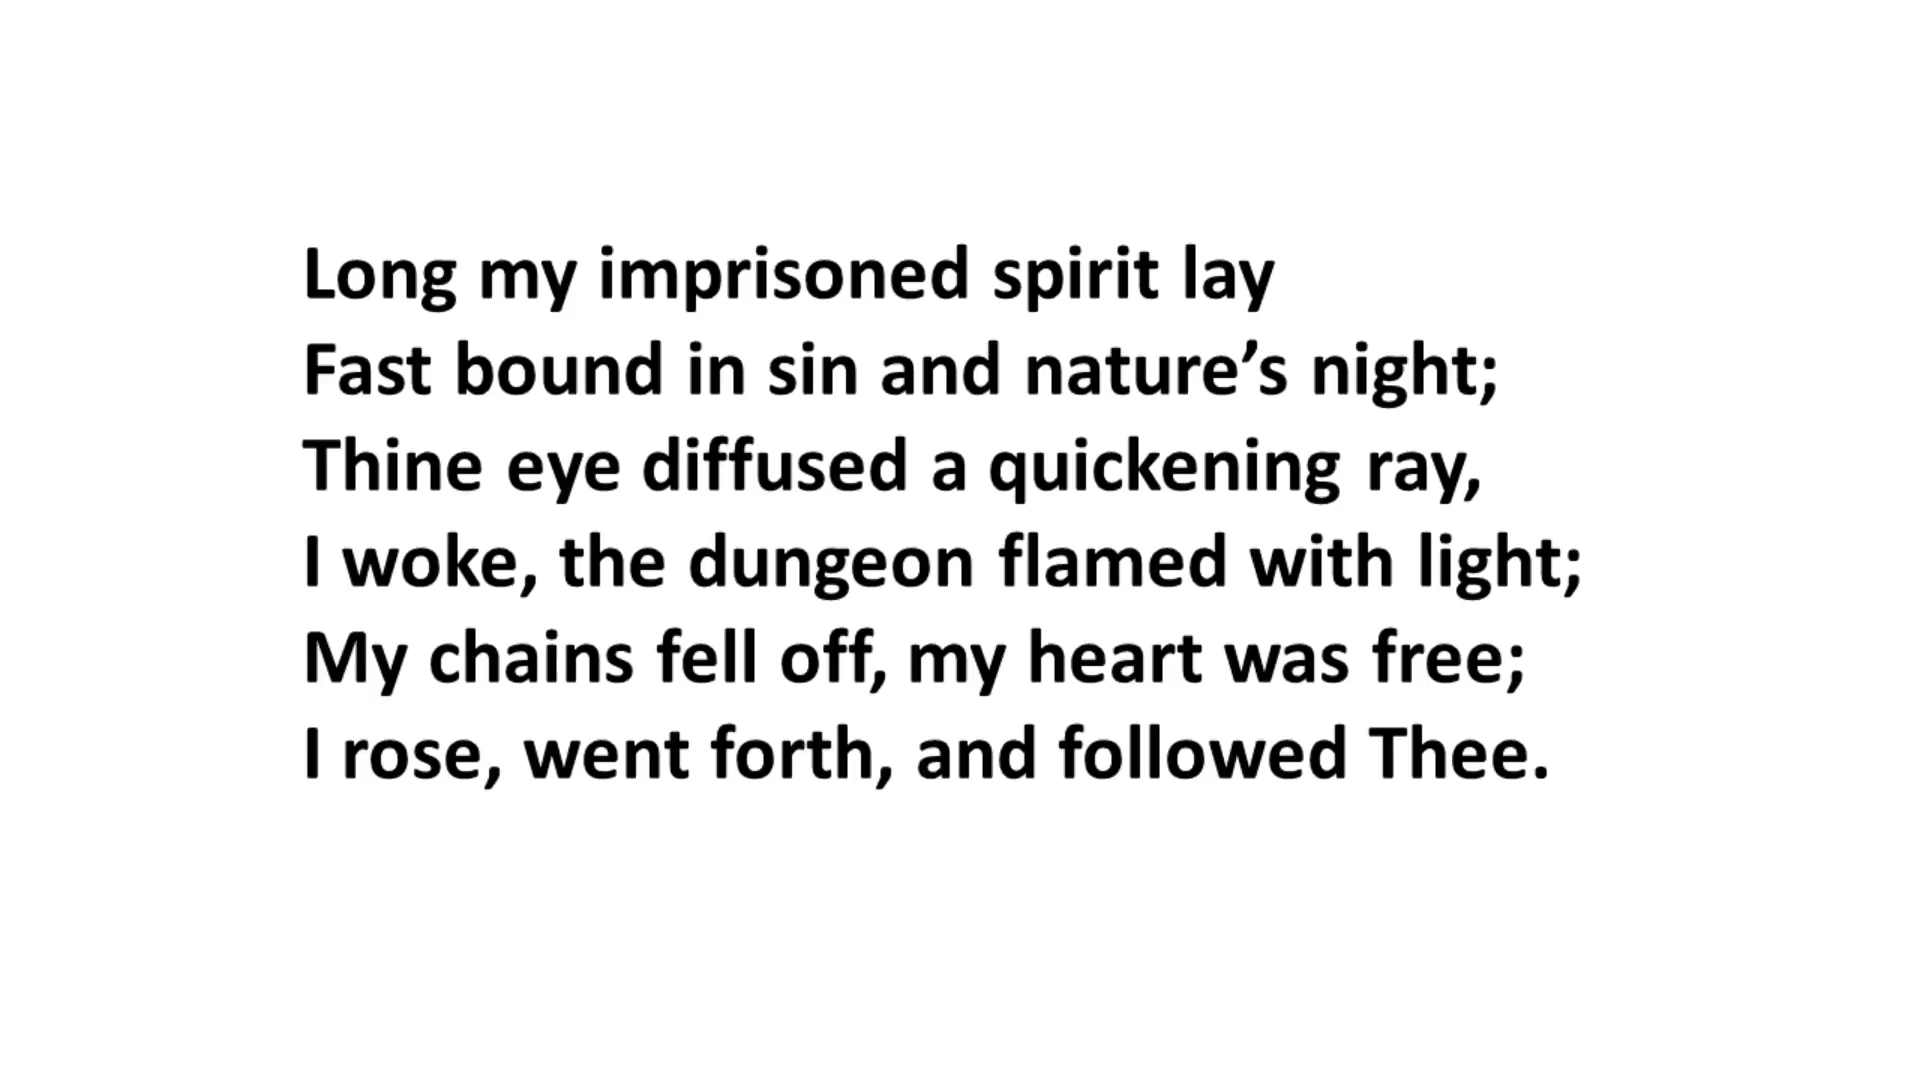 Long my imprisoned spirit lay
Fast bound in sin and nature’s night;
Thine eye diffused a quickening ray,
I woke, the dungeon flamed with light;
My chains fell off, my heart was free;
I rose, went forth, and followed Thee.